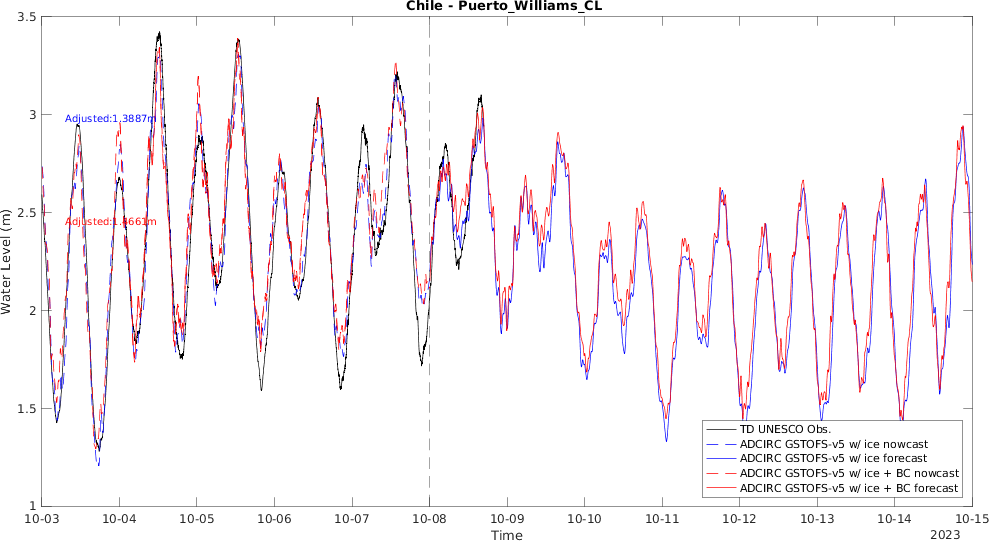 Chile - Puerto_Williams_CL
3.5
3
2.5
2
1.5
1
Water Level (m)
Adjusted:1.3887m
Adjusted:1.4661m
TD UNESCO Obs.
ADCIRC GSTOFS-v5 w/ ice nowcast
ADCIRC GSTOFS-v5 w/ ice forecast
ADCIRC GSTOFS-v5 w/ ice + BC nowcast
ADCIRC GSTOFS-v5 w/ ice + BC forecast
10-03 10-04 10-05 10-06 10-07 10-08 10-09 10-10 10-11 10-12 10-13 10-14 10-15
Time
2023